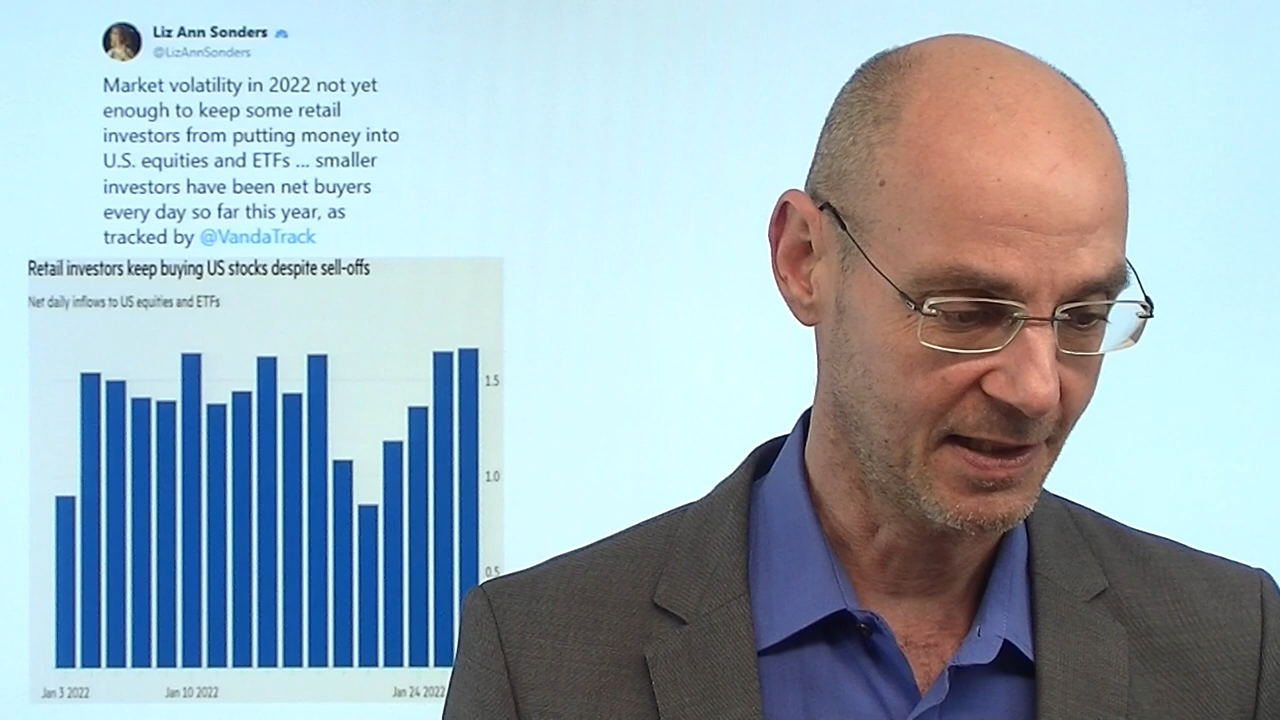 Liz Ann Sonders
@LizAnnSonders
Market volatility in 2022 not yet
enough to keep some retail
investors from putting money into
U.S. equities and ETFs ... smaller
investors have been net buyers
every day so far this year, as
tracked by @VandaTrack
Retail investors keep buying US stocks despite sell-offs
Net daily inflows to US equities and ETFs
1.5
1.0
0.5
Jan 3 2022 Jan 10 2022 Jan 24 2022